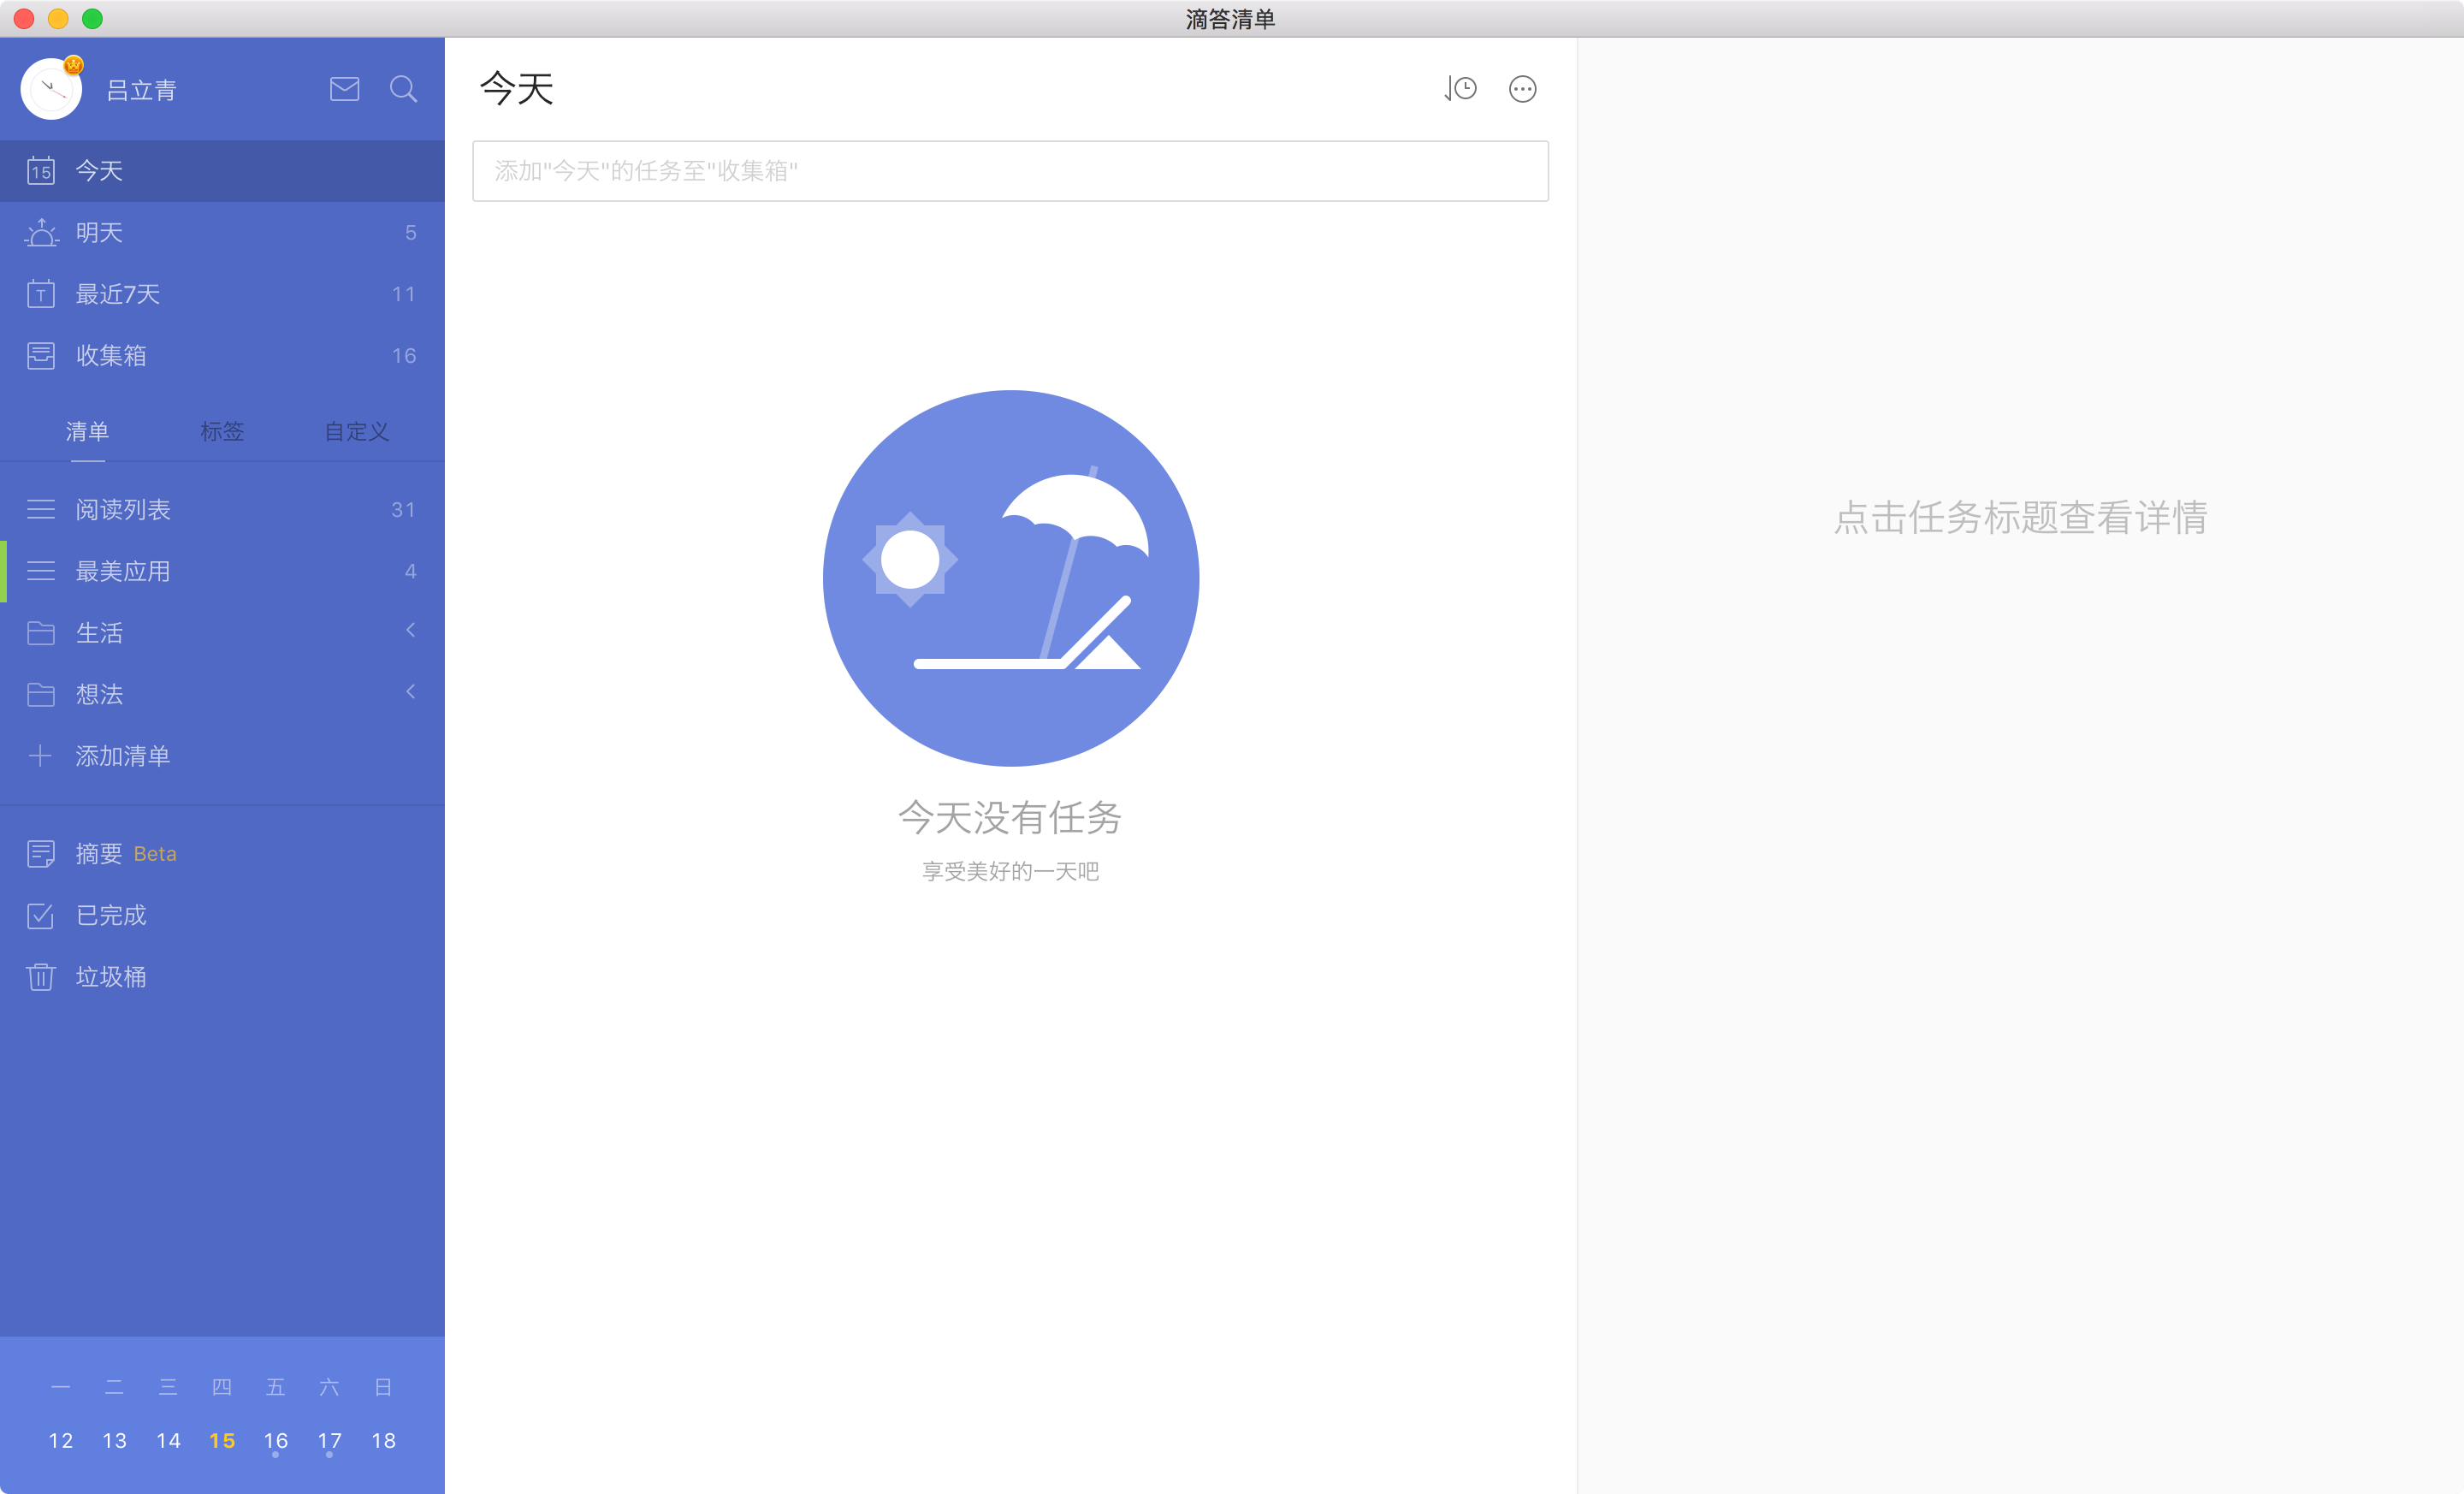 滴答清单
吕立青
15 今天
明天 5
T 最近7天 11
收集箱 16
清单 标签 自定义
阅读列表 31
最美应用 4
生活
想法
添加清单
摘要 Beta
已完成
垃圾桶
一 二 三 四 五 六 日
12 13 14 15 16 17 18
今天
添加"今天"的任务至"收集箱"
今天没有任务
享受美好的一天吧
点击任务标题查看详情